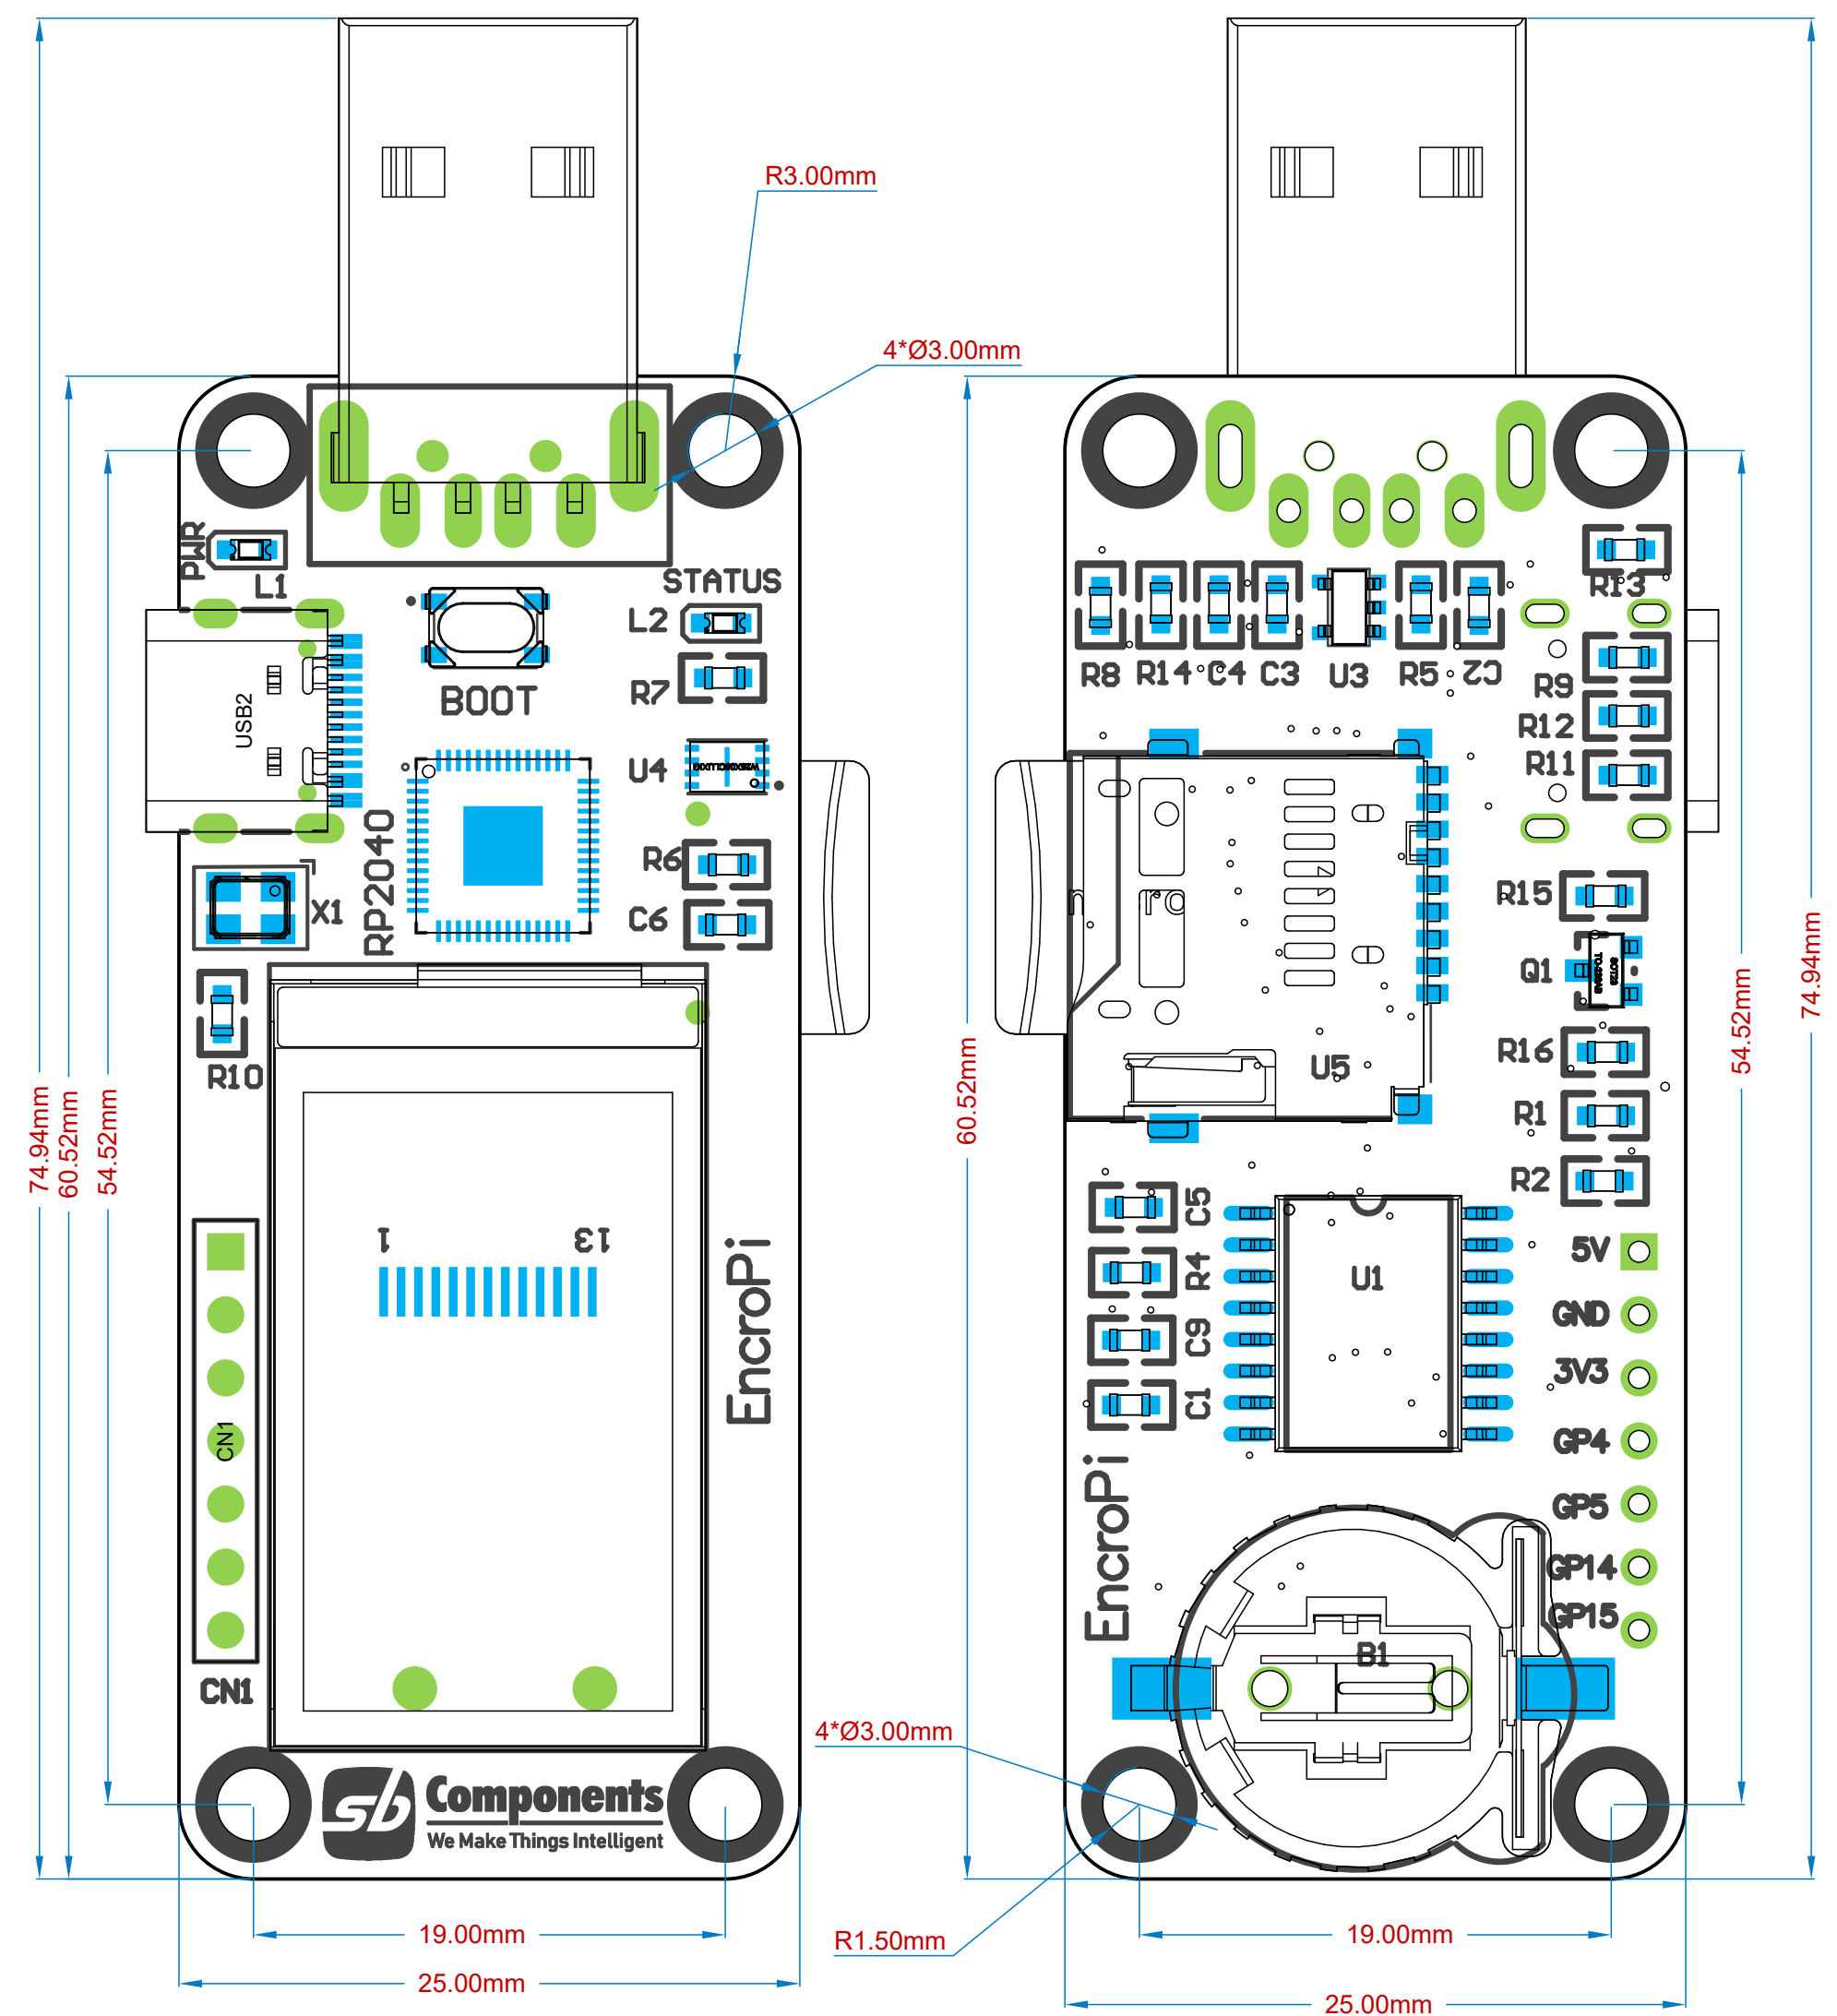 R3.00mm
4*Ø3.00mm
PWR
L1
STATUS
L2
R7
BOOT
USB2
U4
RP2040
R6
C6
X1
R10
74.94mm
60.52mm
54.52mm
1
13
EncroPi
CN1
CN1
sb Components
We Make Things Intelligent
19.00mm
25.00mm
R13
R8
R14
C4
C3
U3
R5
C2
R9
R12
R11
R15
Q1
SOT23
R16
U5
R1
R2
C5
R4
C9
C1
U1
5V
GND
3V3
GP4
GP5
GP14
GP15
EncroPi
B1
60.52mm
54.52mm
74.94mm
4*Ø3.00mm
R1.50mm
19.00mm
25.00mm